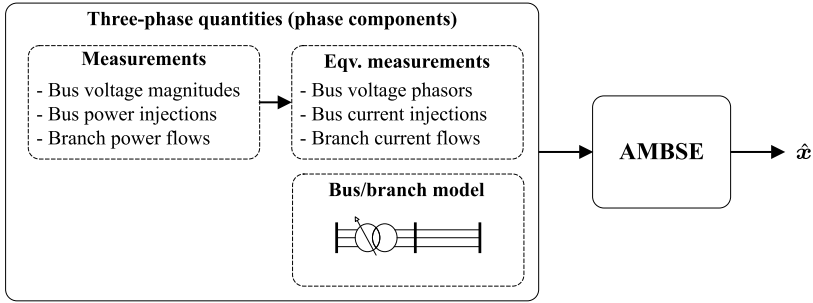 Three-phase quantities (phase components)
Measurements
- Bus voltage magnitudes
- Bus power injections
- Branch power flows
Eqv. measurements
- Bus voltage phasors
- Bus current injections
- Branch current flows
Bus/branch model
AMBSE
x̂